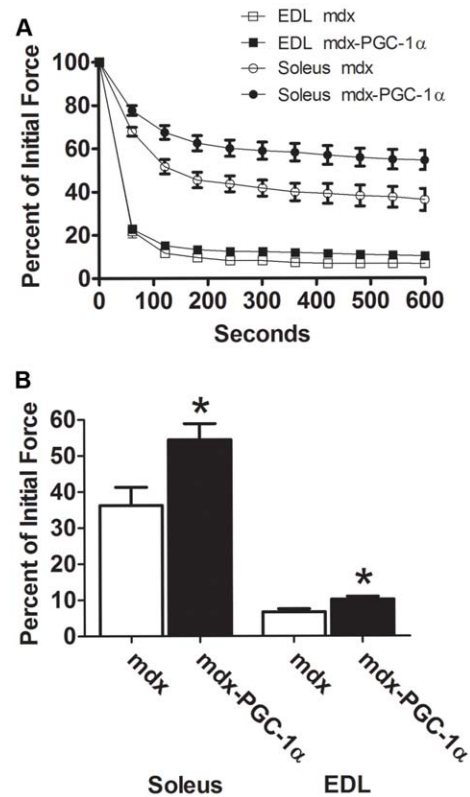 A
EDL mdx
EDL mdx-PGC-1α
Soleus mdx
Soleus mdx-PGC-1α
Percent of Initial Force
100
80
60
40
20
0
0 100 200 300 400 500 600
Seconds
B
Percent of Initial Force
60
50
40
30
20
10
0
* *
mdx mdx-PGC-1α mdx mdx-PGC-1α
Soleus EDL